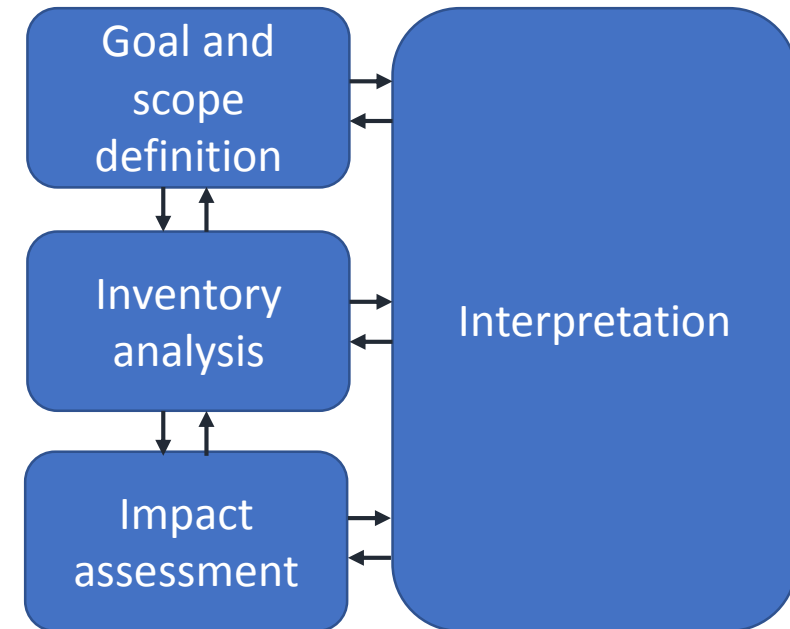 Goal and
scope
definition
Inventory
analysis
Interpretation
Impact
assessment